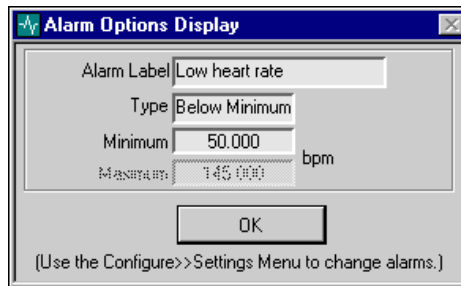 Alarm Options Display
Alarm Label Low heart rate
Type Below Minimum
Minimum 50.000
bpm
Maximum 145.000
OK
(Use the Configure>>Settings Menu to change alarms.)